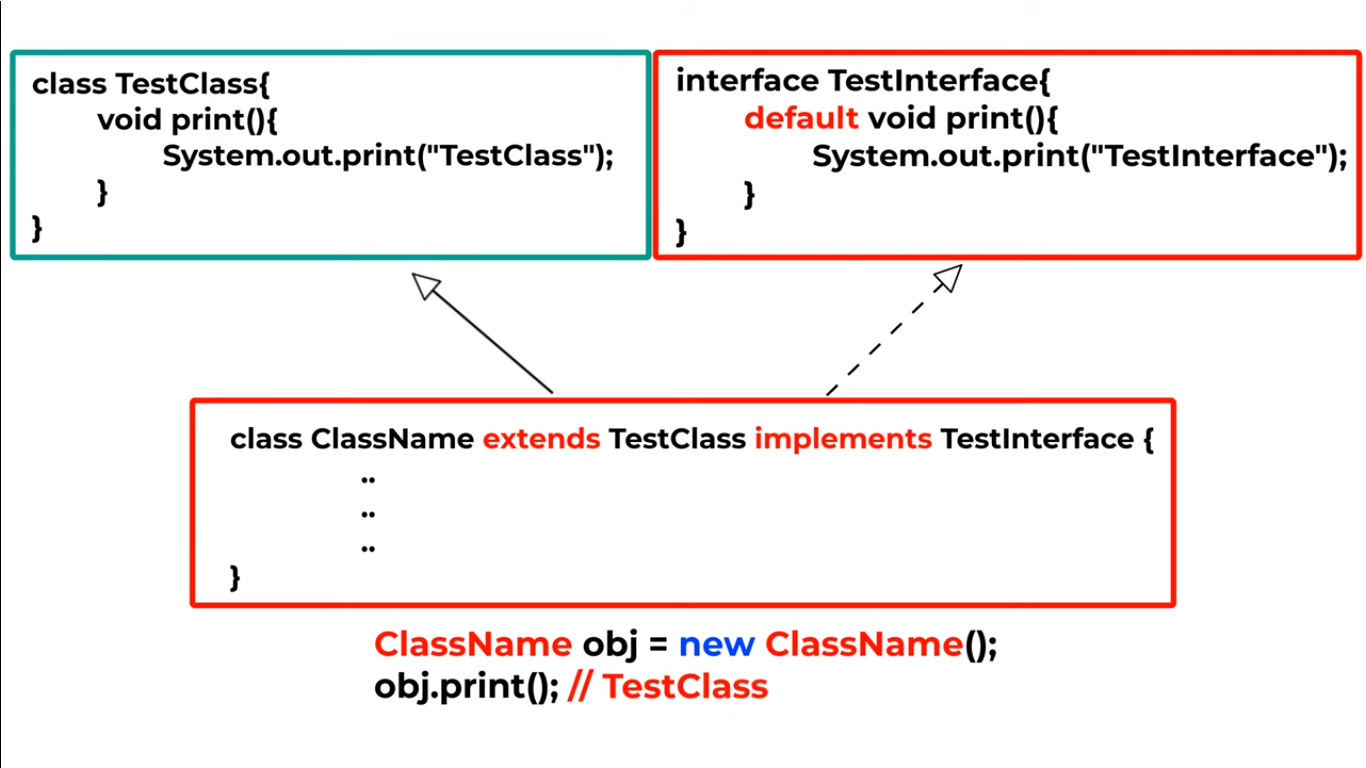 class TestClass{
void print(){
System.out.print("TestClass");
}
}
interface TestInterface{
default void print(){
System.out.print("TestInterface");
}
}
class ClassName extends TestClass implements TestInterface {
..
..
..
}
ClassName obj = new ClassName();
obj.print(); // TestClass